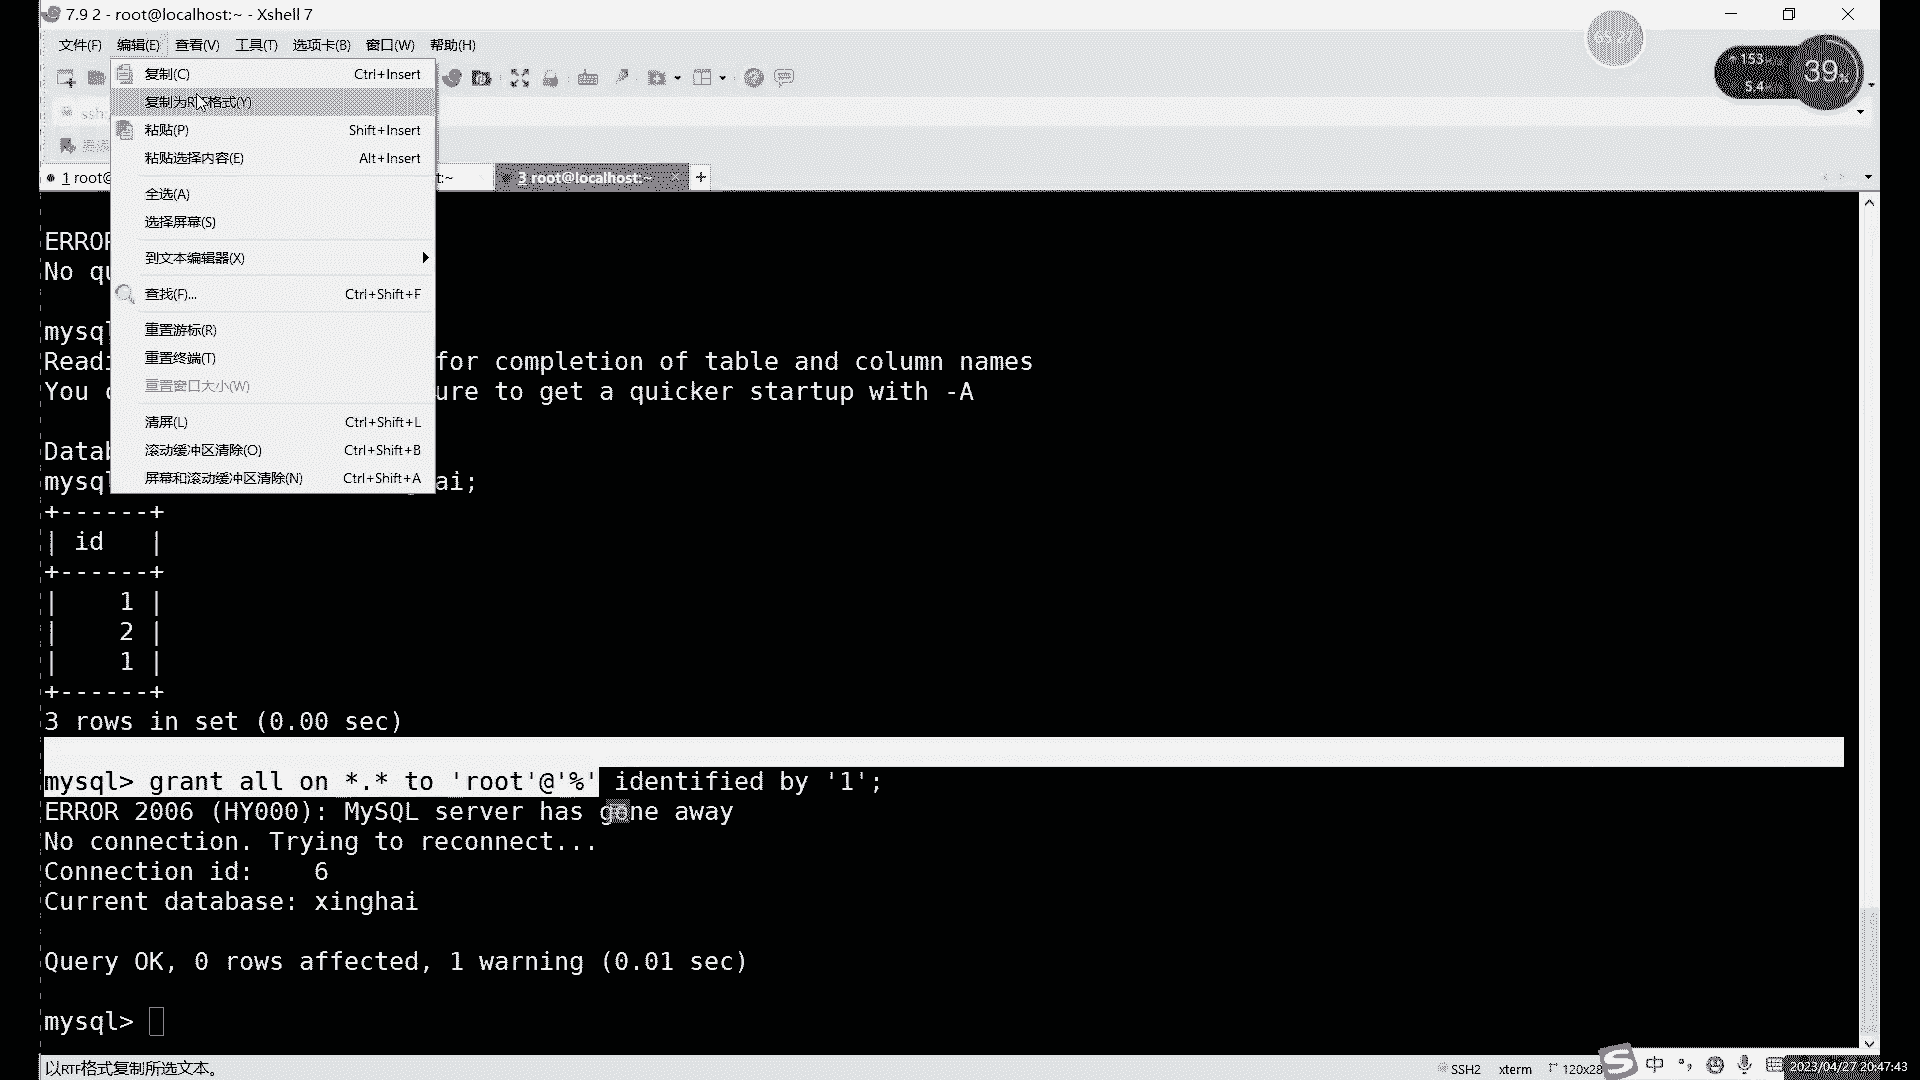 7.9 2 - root@localhost:~ - Xshell 7
文件(F) 编辑(E) 查看(V) 工具(T) 选项卡(B) 窗口(W) 帮助(H)
复制(C) Ctrl+Insert
复制为RTF格式(Y)
粘贴(P) Shift+Insert
粘贴选择内容(E) Alt+Insert
全选(A)
选择屏幕(S)
到文本编辑器(X)
查找(F)... Ctrl+Shift+F
重置游标(R)
重置终端(T)
重置窗口大小(W)
清屏(L) Ctrl+Shift+L
滚动缓冲区清除(O) Ctrl+Shift+B
屏幕和滚动缓冲区清除(N) Ctrl+Shift+A
153
39%
5.4
ssh
1 root@ t:~ 3 root@localhost:~
ERROR
No qu
mysql
Readi for completion of table and column names
You ure to get a quicker startup with -A
Datab
mysql ai;
+------+
| id |
+------+
| 1 |
| 2 |
| 1 |
+------+
3 rows in set (0.00 sec)
mysql> grant all on *.* to 'root'@'%' identified by '1';
ERROR 2006 (HY000): MySQL server has gone away
No connection. Trying to reconnect...
Connection id: 6
Current database: xinghai
Query OK, 0 rows affected, 1 warning (0.01 sec)
mysql>
以RTF格式复制所选文本。
SSH2 xterm 120x28
中
2023/04/27 20:47:43